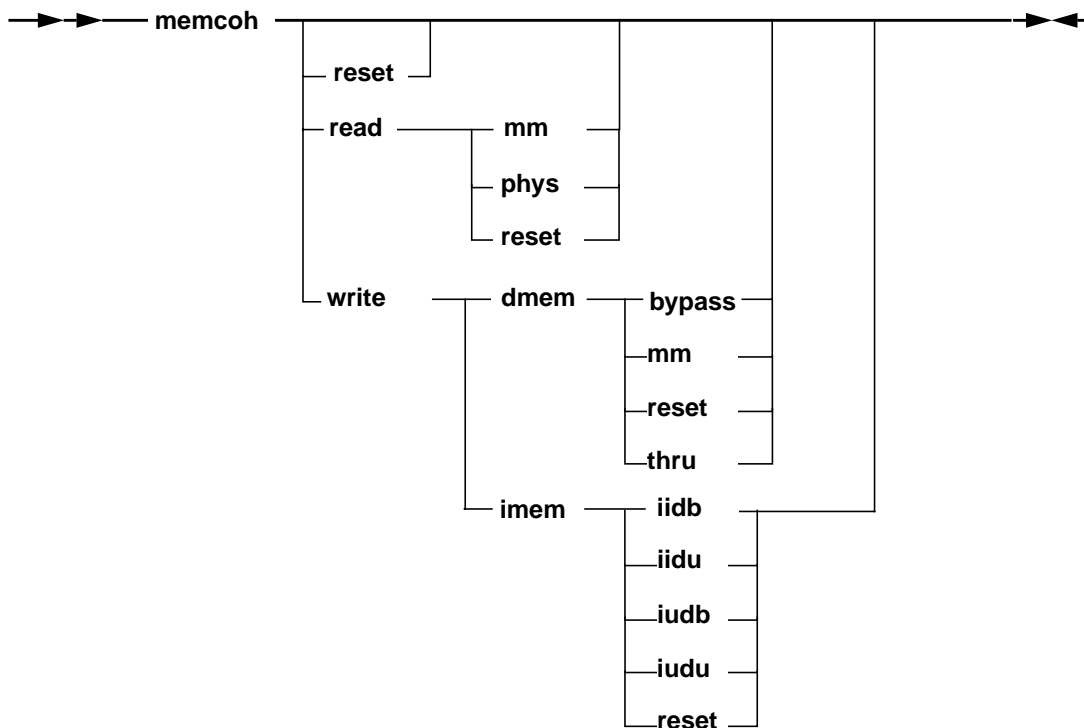 memcoh
reset
read mm
phys
reset
write dmem bypass
mm
reset
thru
imem iidb
iidu
iudb
iudu
reset